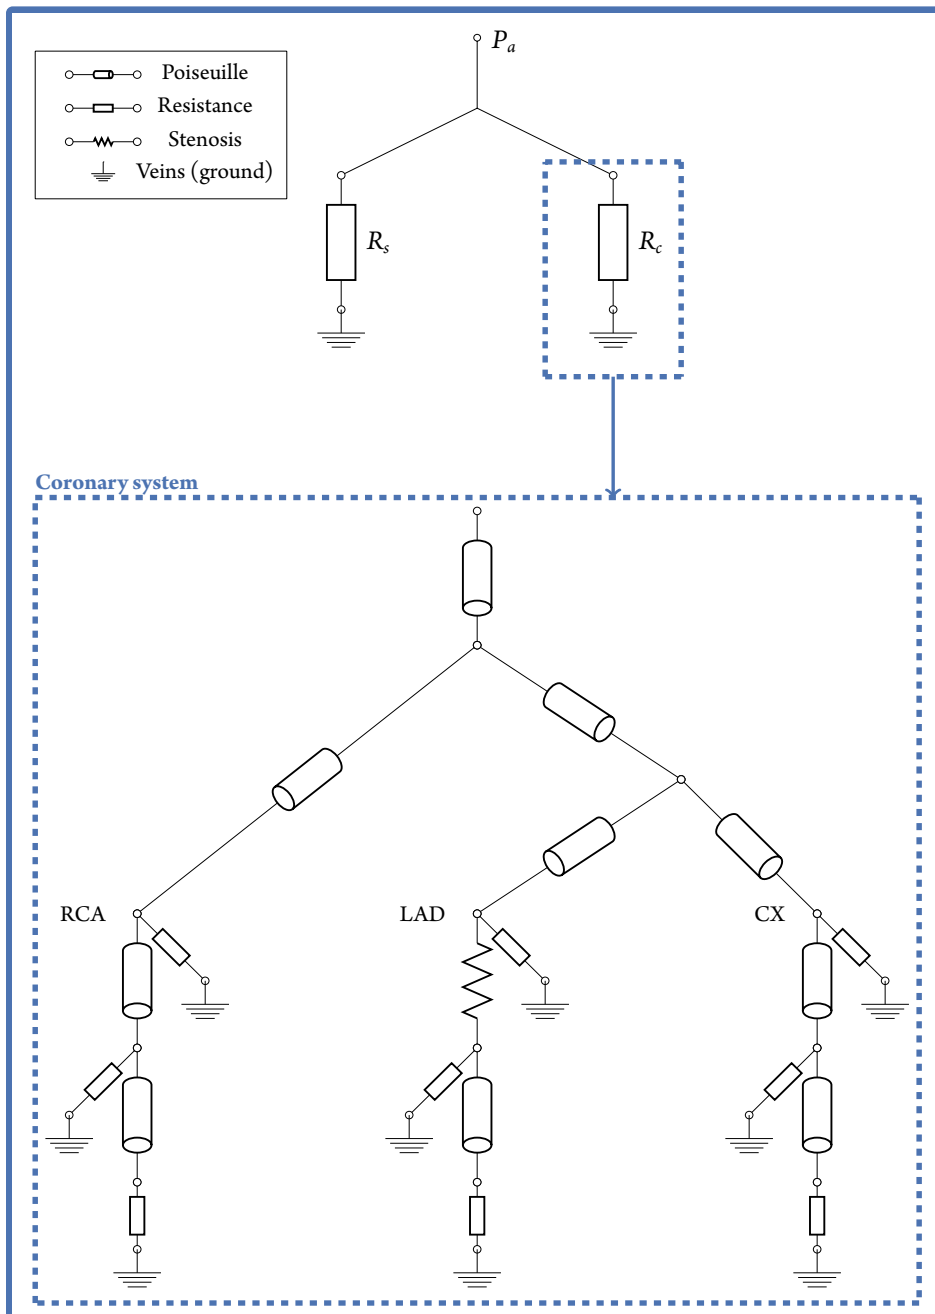 P_a
Poiseuille
Resistance
Stenosis
Veins (ground)
R_s
R_c
Coronary system
RCA
LAD
CX